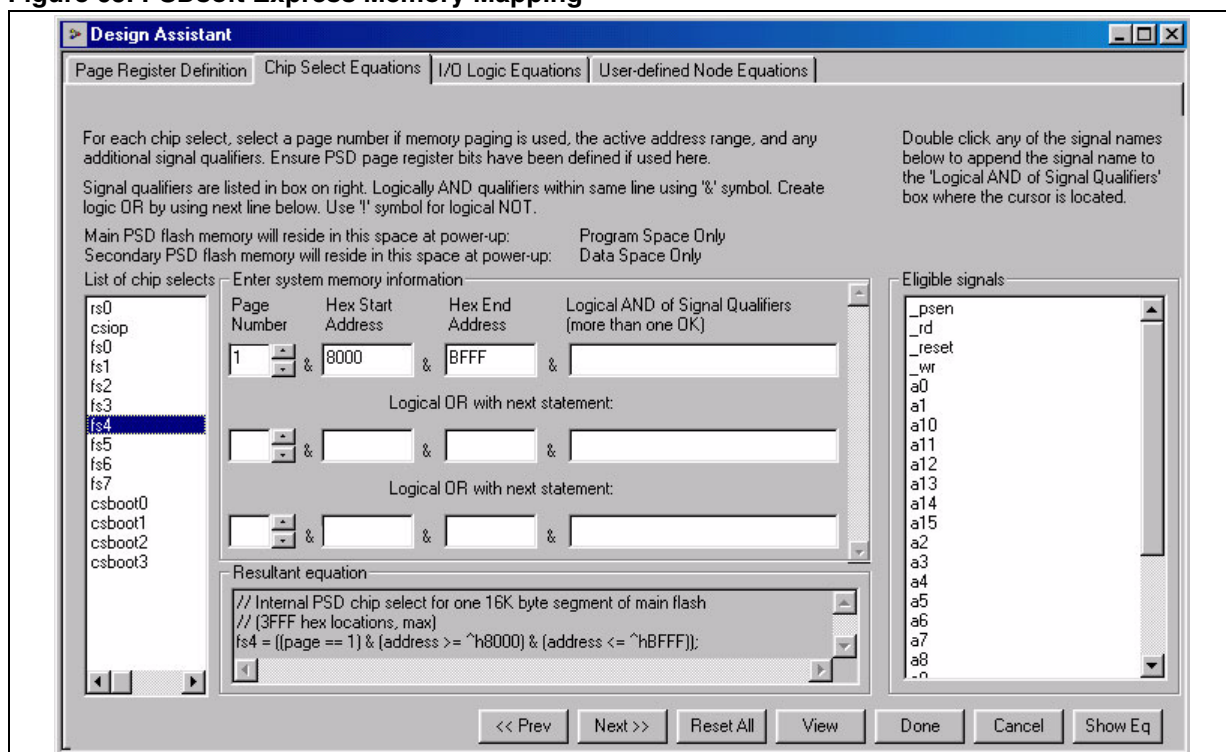 Design Assistant
Page Register Definition Chip Select Equations I/O Logic Equations User-defined Node Equations
For each chip select, select a page number if memory paging is used, the active address range, and any
additional signal qualifiers. Ensure PSD page register bits have been defined if used here.
Signal qualifiers are listed in box on right. Logically AND qualifiers within same line using '&' symbol. Create
logic OR by using next line below. Use '!' symbol for logical NOT.
Main PSD flash memory will reside in this space at power-up: Program Space Only
Secondary PSD flash memory will reside in this space at power-up: Data Space Only
Double click any of the signal names
below to append the signal name to
the 'Logical AND of Signal Qualifiers'
box where the cursor is located.
List of chip selects
rs0
csiop
fs0
fs1
fs2
fs3
fs4
fs5
fs6
fs7
csboot0
csboot1
csboot2
csboot3
Enter system memory information
Page Hex Start Hex End Logical AND of Signal Qualifiers
Number Address Address (more than one OK)
1 & 8000 & BFFF &
Logical OR with next statement:
& & &
Logical OR with next statement:
& & &
Resultant equation
// Internal PSD chip select for one 16K byte segment of main flash
// (3FFF hex locations, max)
fs4 = ((page == 1) & (address >= ^h8000) & (address <= ^hBFFF));
Eligible signals
_psen
_rd
_reset
_wr
a0
a1
a10
a11
a12
a13
a14
a15
a2
a3
a4
a5
a6
a7
a8
<< Prev Next >> Reset All View Done Cancel Show Eq